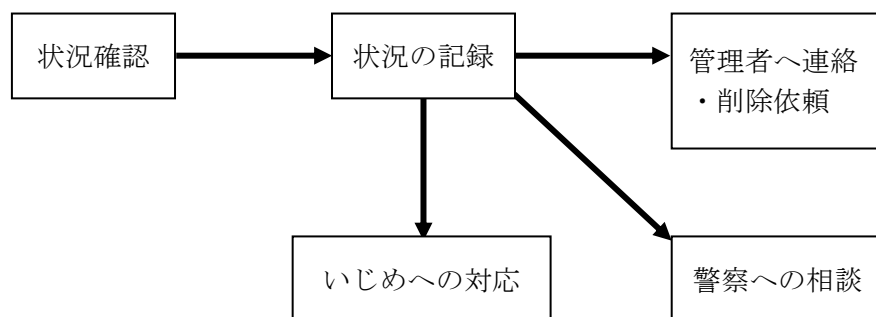 状況確認
状況の記録
管理者へ連絡
・削除依頼
いじめへの対応
警察への相談